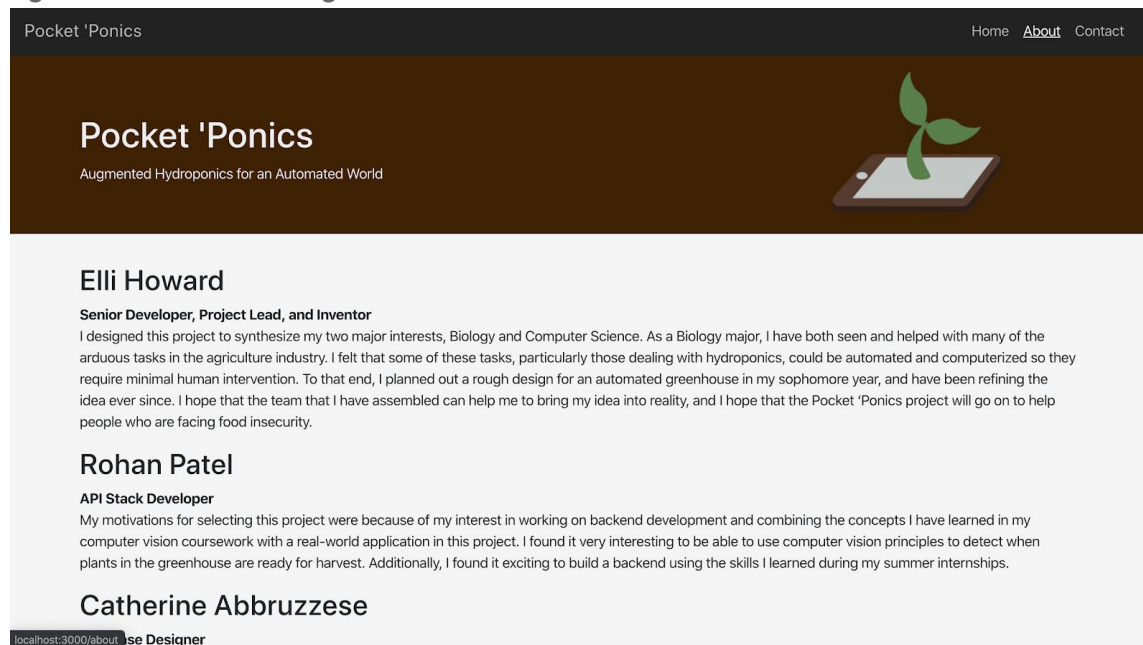 Pocket 'Ponics
Home About Contact
Pocket 'Ponics
Augmented Hydroponics for an Automated World
Elli Howard
Senior Developer, Project Lead, and Inventor
I designed this project to synthesize my two major interests, Biology and Computer Science. As a Biology major, I have both seen and helped with many of the
arduous tasks in the agriculture industry. I felt that some of these tasks, particularly those dealing with hydroponics, could be automated and computerized so they
require minimal human intervention. To that end, I planned out a rough design for an automated greenhouse in my sophomore year, and have been refining the
idea ever since. I hope that the team that I have assembled can help me to bring my idea into reality, and I hope that the Pocket ‘Ponics project will go on to help
people who are facing food insecurity.
Rohan Patel
API Stack Developer
My motivations for selecting this project were because of my interest in working on backend development and combining the concepts I have learned in my
computer vision coursework with a real-world application in this project. I found it very interesting to be able to use computer vision principles to detect when
plants in the greenhouse are ready for harvest. Additionally, I found it exciting to build a backend using the skills I learned during my summer internships.
Catherine Abbruzzese
localhost:3000/about
Designer